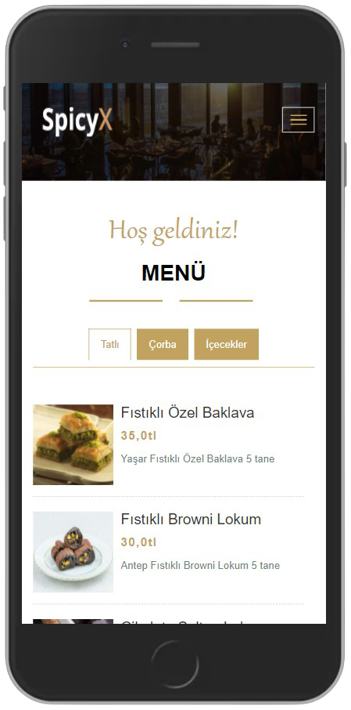 SpicyX
Hoş geldiniz!
MENÜ
Tatlı
Çorba
İçecekler
Fıstıklı Özel Baklava
35,0tl
Yaşar Fıstıklı Özel Baklava 5 tane
Fıstıklı Browni Lokum
30,0tl
Antep Fıstıklı Browni Lokum 5 tane